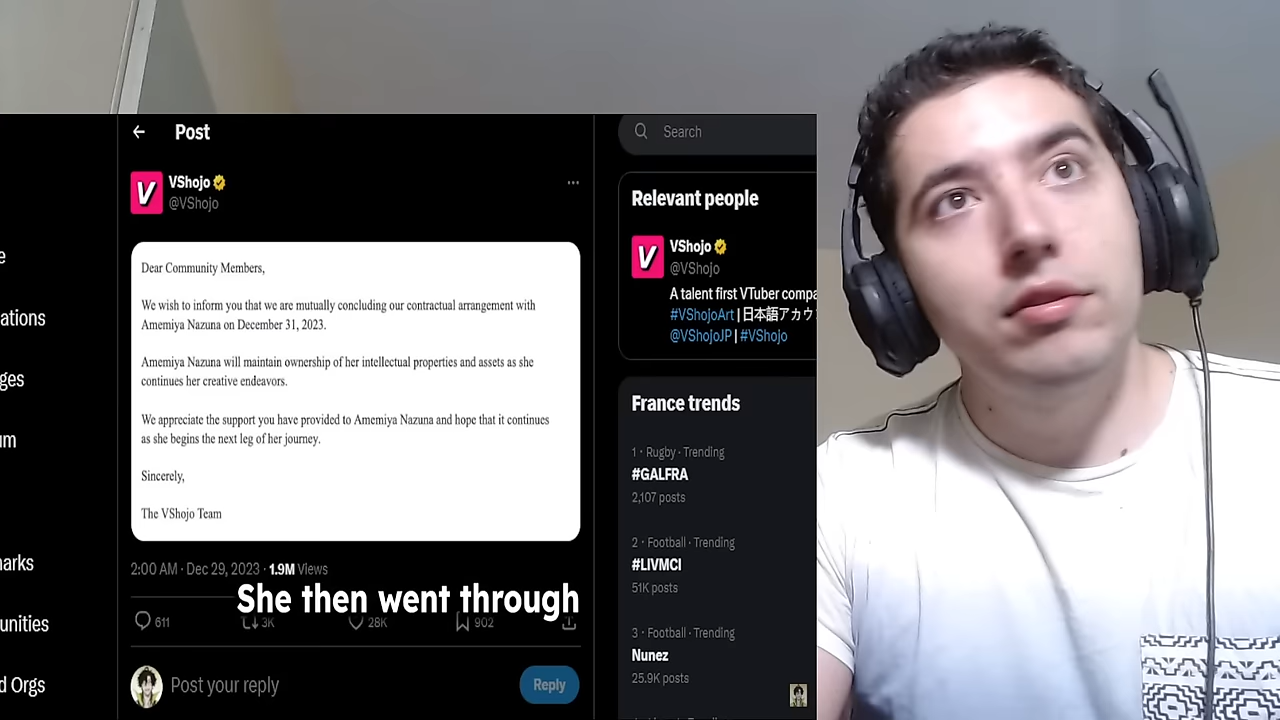 Post
Search
VShojo
@VShojo
Dear Community Members,
We wish to inform you that we are mutually concluding our contractual arrangement with
Amemiya Nazuna on December 31, 2023.
Amemiya Nazuna will maintain ownership of her intellectual properties and assets as she
continues her creative endeavors.
We appreciate the support you have provided to Amemiya Nazuna and hope that it continues
as she begins the next leg of her journey.
Sincerely,
The VShojo Team
2:00 AM · Dec 29, 2023 · 1.9M Views
She then went through
611
3K
28K
902
Post your reply
Reply
Relevant people
VShojo
@VShojo
A talent first VTuber compa
#VShojoArt | 日本語アカウ
@VShojoJP | #VShojo
France trends
1 · Rugby · Trending
#GALFRA
2,107 posts
2 · Football · Trending
#LIVMCI
51K posts
3 · Football · Trending
Nunez
25.9K posts
e
ations
ges
um
narks
unities
d Orgs